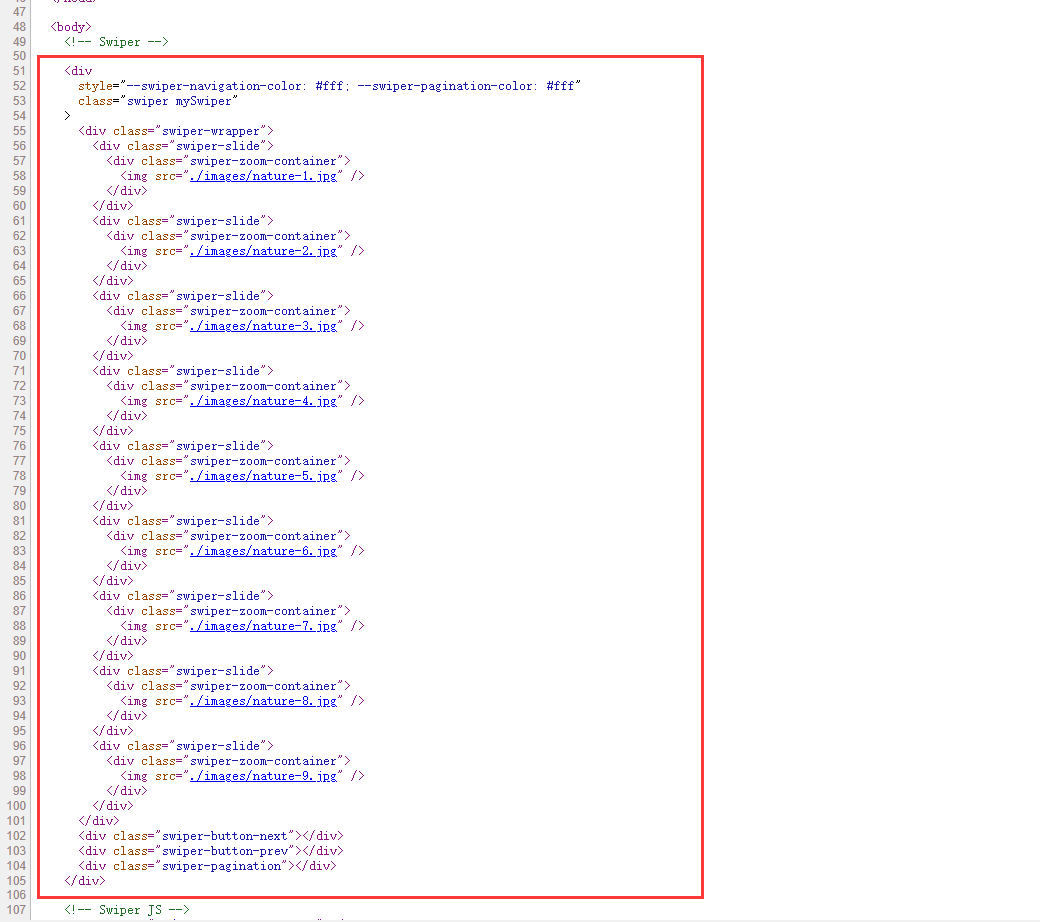 47
48 <body>
49 <!-- Swiper -->
50
51 <div
52 style="--swiper-navigation-color: #fff; --swiper-pagination-color: #fff"
53 class="swiper mySwiper"
54 >
55 <div class="swiper-wrapper">
56 <div class="swiper-slide">
57 <div class="swiper-zoom-container">
58 <img src="./images/nature-1.jpg" />
59 </div>
60 </div>
61 <div class="swiper-slide">
62 <div class="swiper-zoom-container">
63 <img src="./images/nature-2.jpg" />
64 </div>
65 </div>
66 <div class="swiper-slide">
67 <div class="swiper-zoom-container">
68 <img src="./images/nature-3.jpg" />
69 </div>
70 </div>
71 <div class="swiper-slide">
72 <div class="swiper-zoom-container">
73 <img src="./images/nature-4.jpg" />
74 </div>
75 </div>
76 <div class="swiper-slide">
77 <div class="swiper-zoom-container">
78 <img src="./images/nature-5.jpg" />
79 </div>
80 </div>
81 <div class="swiper-slide">
82 <div class="swiper-zoom-container">
83 <img src="./images/nature-6.jpg" />
84 </div>
85 </div>
86 <div class="swiper-slide">
87 <div class="swiper-zoom-container">
88 <img src="./images/nature-7.jpg" />
89 </div>
90 </div>
91 <div class="swiper-slide">
92 <div class="swiper-zoom-container">
93 <img src="./images/nature-8.jpg" />
94 </div>
95 </div>
96 <div class="swiper-slide">
97 <div class="swiper-zoom-container">
98 <img src="./images/nature-9.jpg" />
99 </div>
100 </div>
101 </div>
102 <div class="swiper-button-next"></div>
103 <div class="swiper-button-prev"></div>
104 <div class="swiper-pagination"></div>
105 </div>
106
107 <!-- Swiper JS -->